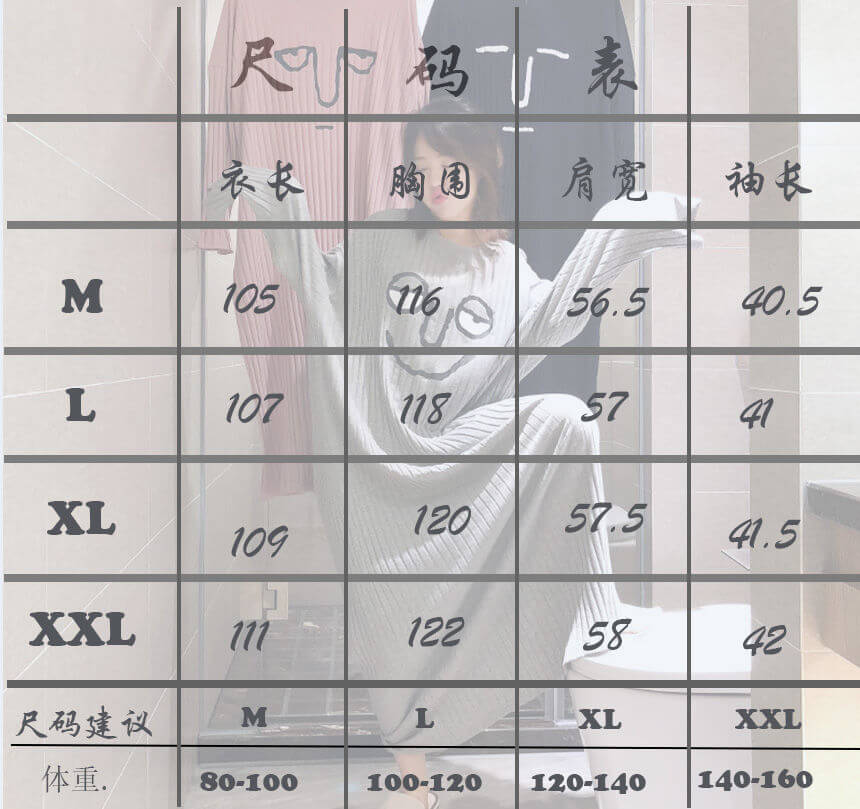 尺 码 表
衣长 胸围 肩宽 袖长
M 105 116 56.5 40.5
L 107 118 57 41
XL 109 120 57.5 41.5
XXL 111 122 58 42
尺码建议 M L XL XXL
体重. 80-100 100-120 120-140 140-160